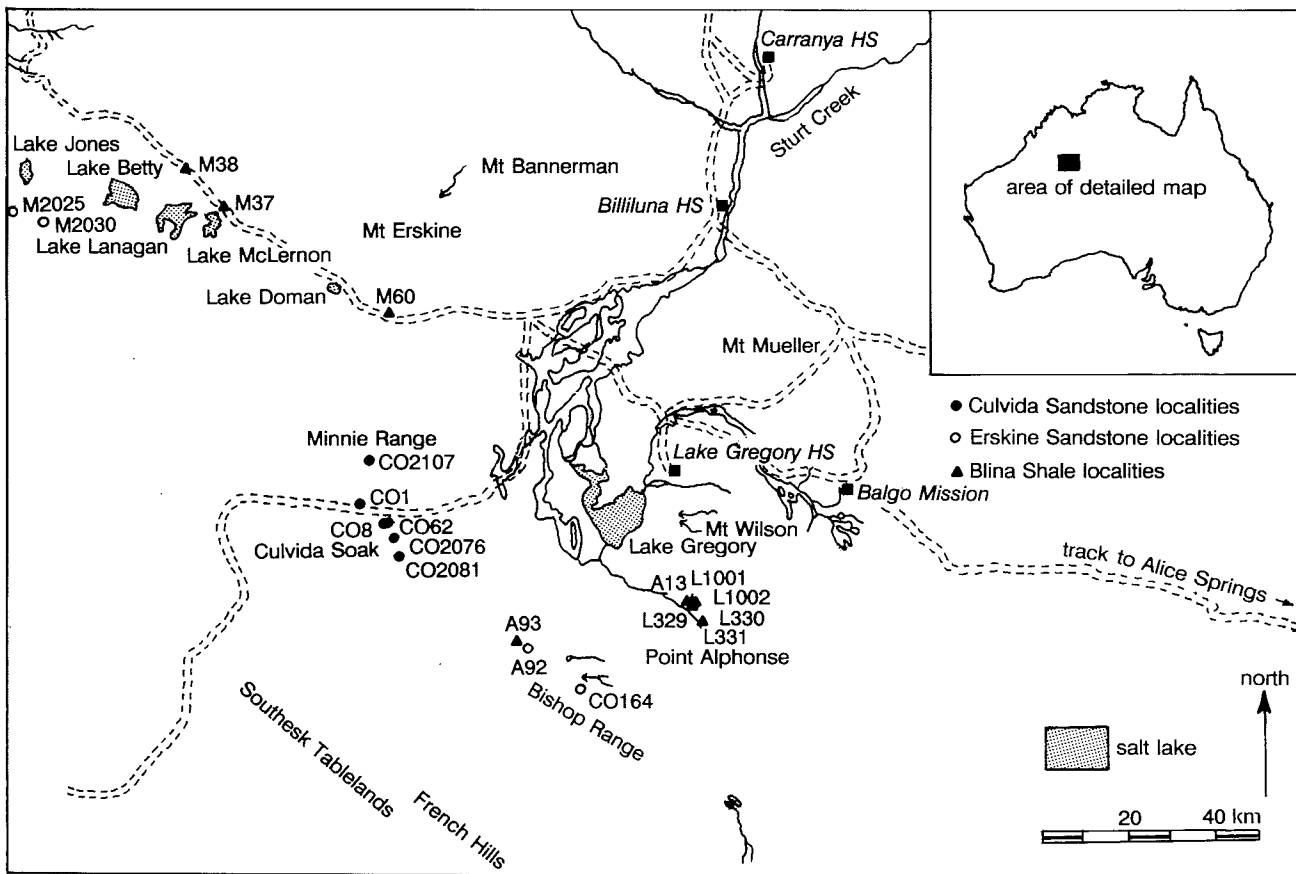 Carranya HS
Sturt Creek
Lake Jones
Lake Betty
M38
Mt Bannerman
area of detailed map
M2025
M37
Billiluna HS
M2030
Mt Erskine
Lake Lanagan
Lake McLernon
Lake Doman
M60
Mt Mueller
Culvida Sandstone localities
Erskine Sandstone localities
Blina Shale localities
Minnie Range
CO2107
Lake Gregory HS
CO1
Balgo Mission
CO8
CO62
Mt Wilson
Culvida Soak
CO2076
Lake Gregory
CO2081
track to Alice Springs
A13
L1001
L1002
L329
L330
L331
A93
Point Alphonse
A92
CO164
Bishop Range
north
Southesk Tablelands
salt lake
French Hills
20
40 km